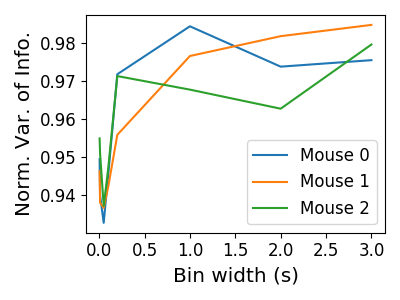 Norm. Var. of Info.
0.98
0.97
0.96
0.95
0.94
Mouse 0
Mouse 1
Mouse 2
0.0 0.5 1.0 1.5 2.0 2.5 3.0
Bin width (s)